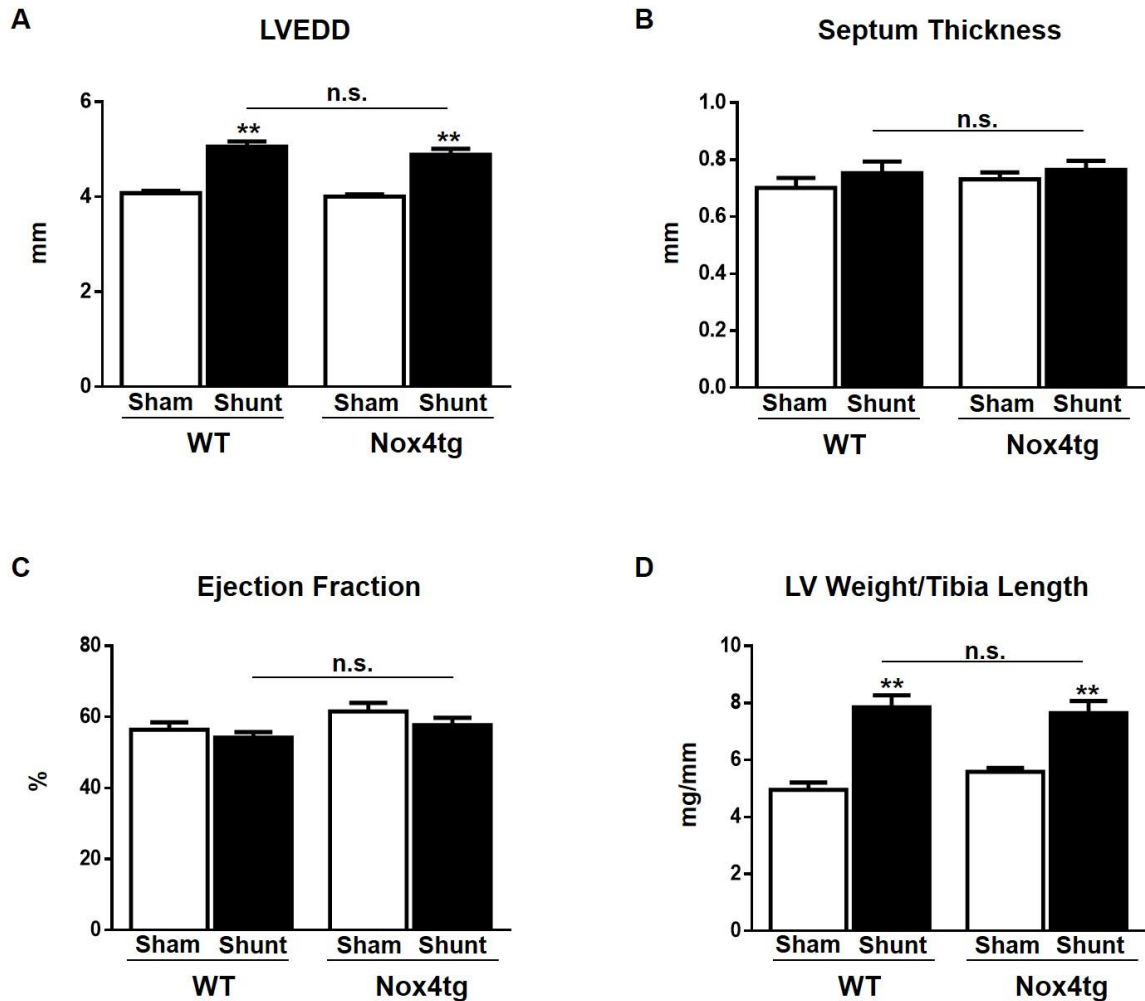 A
LVEDD
6
4
2
0
mm
n.s.
**
**
Sham Shunt Sham Shunt
WT Nox4tg
B
Septum Thickness
1.0
0.8
0.6
0.4
0.2
0.0
mm
n.s.
Sham Shunt Sham Shunt
WT Nox4tg
C
Ejection Fraction
80
60
40
20
0
%
n.s.
Sham Shunt Sham Shunt
WT Nox4tg
D
LV Weight/Tibia Length
10
8
6
4
2
0
mg/mm
n.s.
**
**
Sham Shunt Sham Shunt
WT Nox4tg